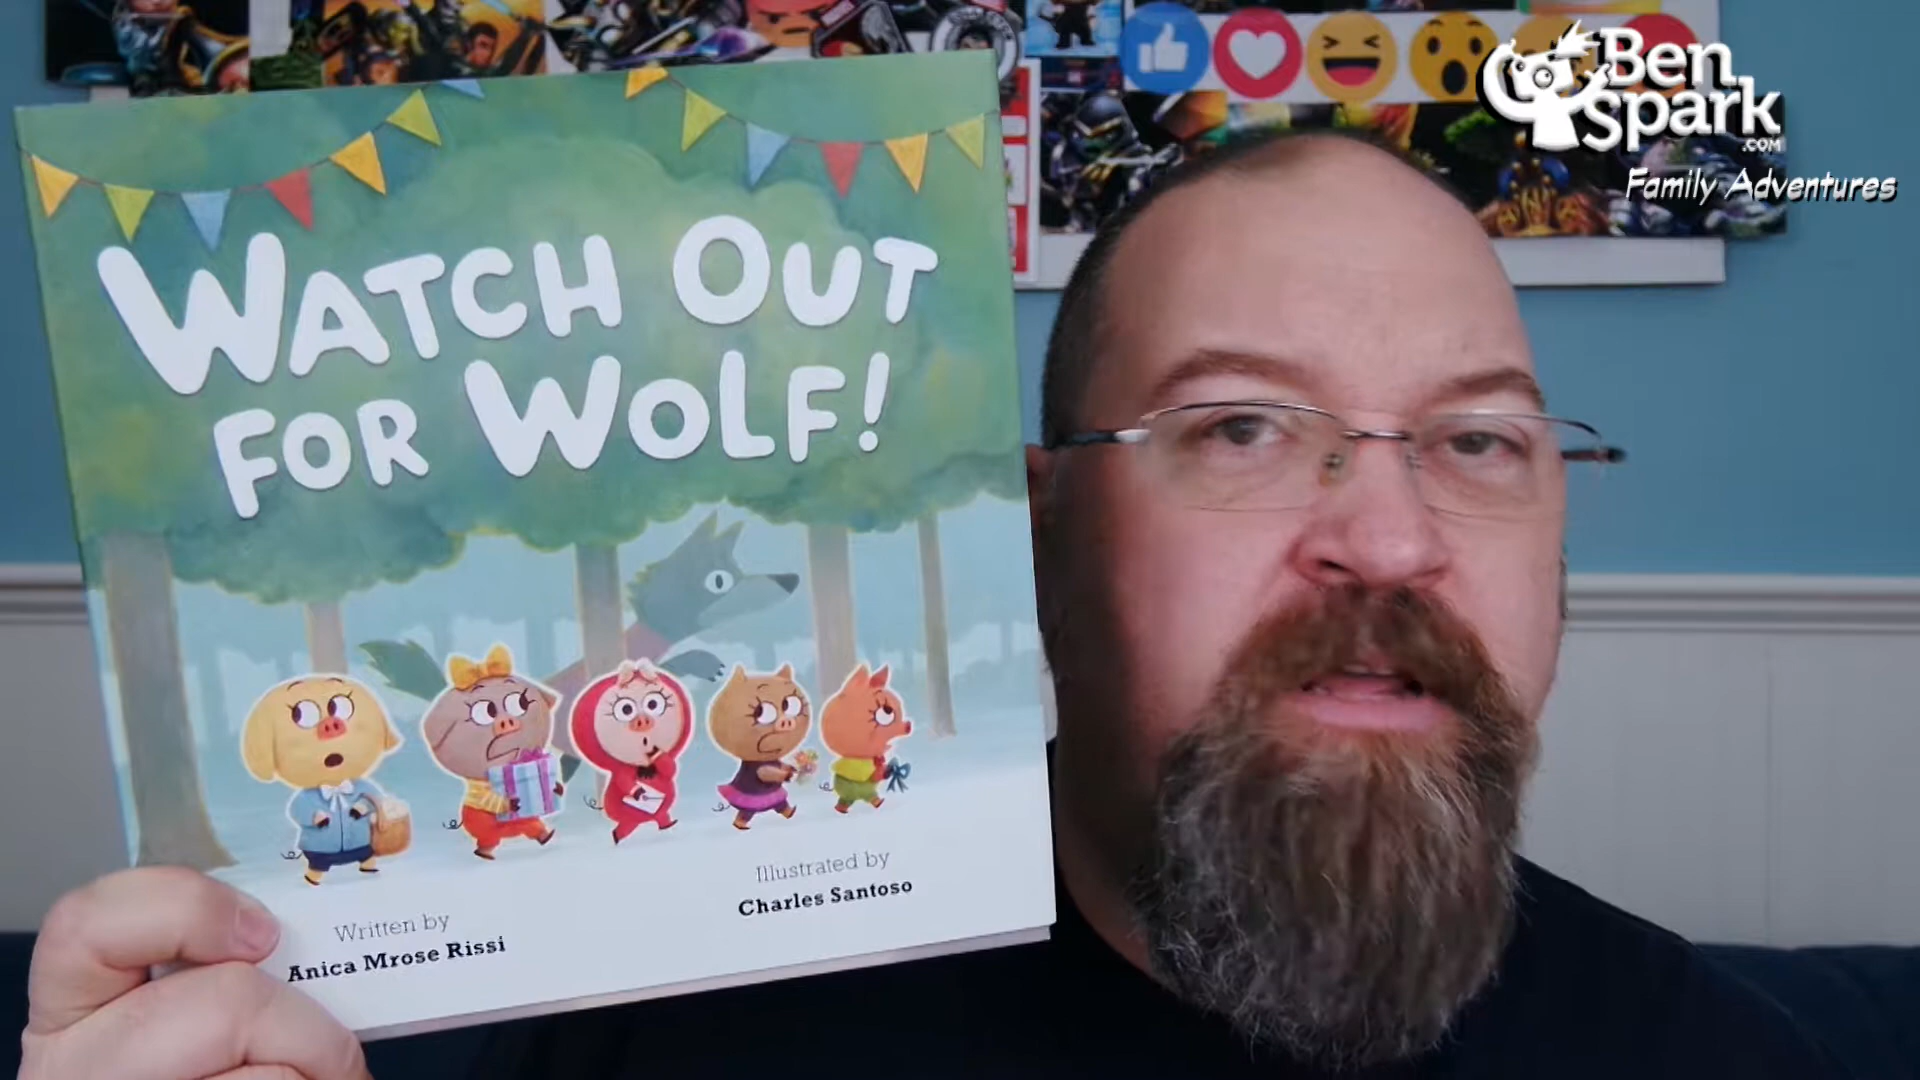 WATCH OUT
FOR WOLF!
Written by
Anica Mrose Rissi
Illustrated by
Charles Santoso
Ben
Spark
.COM
Family Adventures